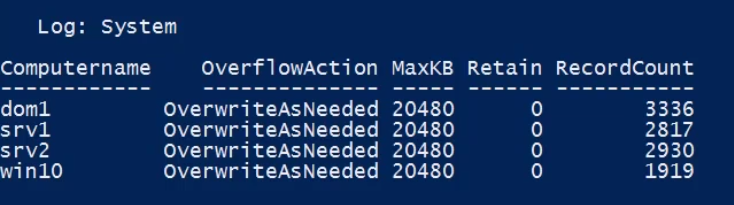 Log: System
Computername OverflowAction MaxKB Retain RecordCount
------------ -------------- ----- ------ -----------
dom1 OverwriteAsNeeded 20480 0 3336
srv1 OverwriteAsNeeded 20480 0 2817
srv2 OverwriteAsNeeded 20480 0 2930
win10 OverwriteAsNeeded 20480 0 1919